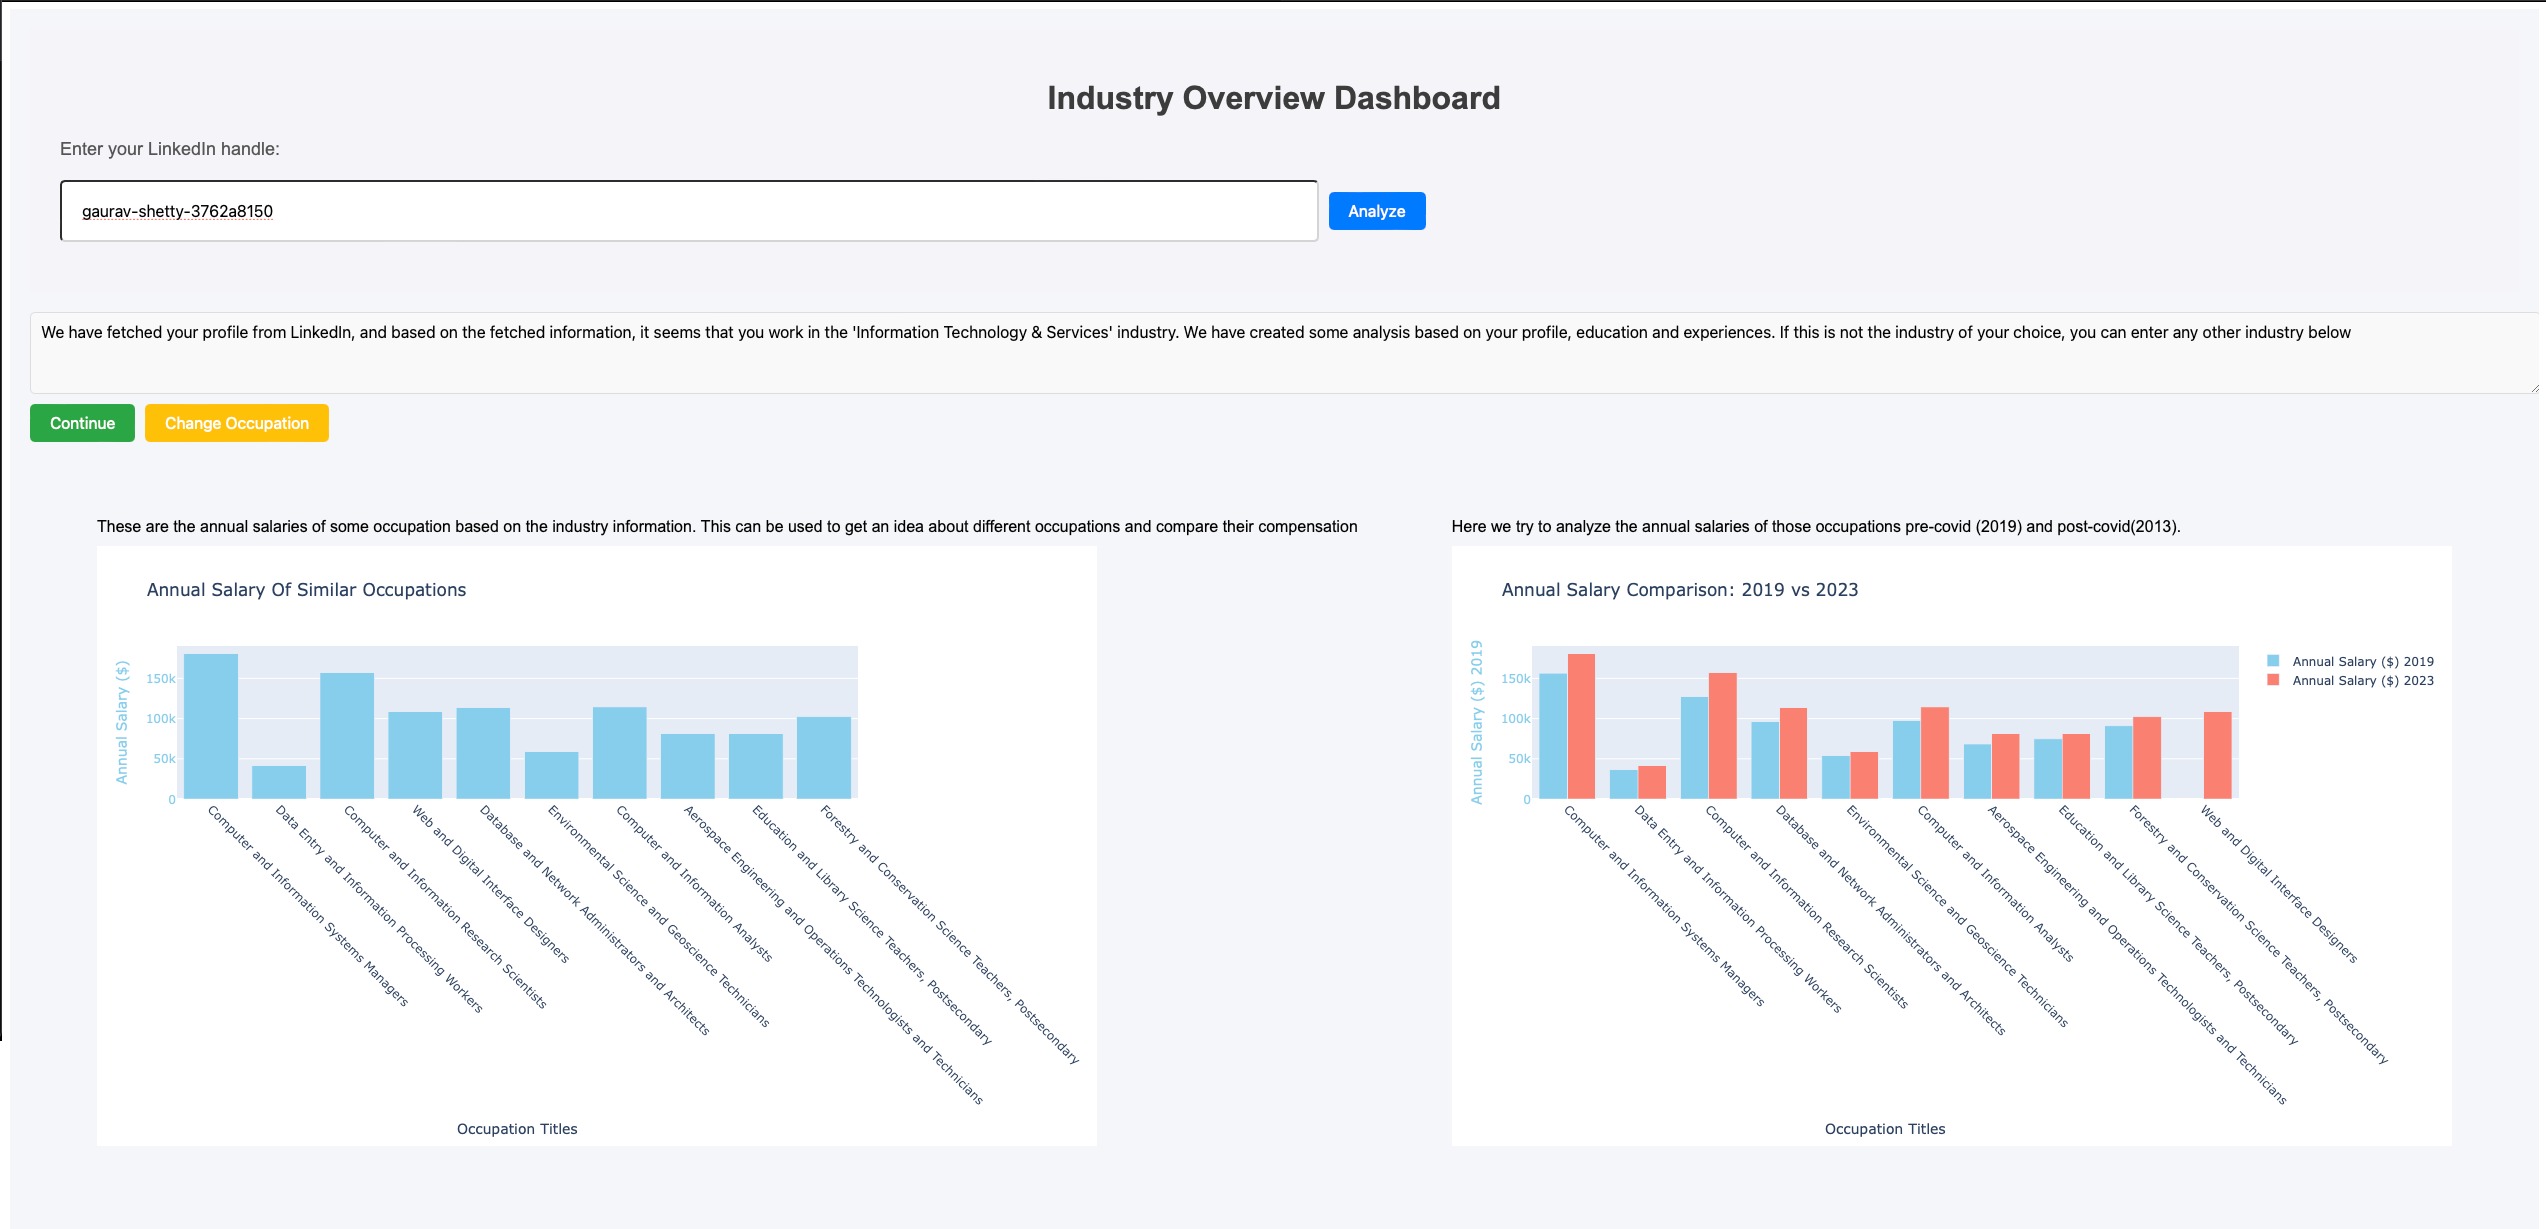 Industry Overview Dashboard
Enter your LinkedIn handle:
gaurav-shetty-3762a8150
Analyze
We have fetched your profile from LinkedIn, and based on the fetched information, it seems that you work in the 'Information Technology & Services' industry. We have created some analysis based on your profile, education and experiences. If this is not the industry of your choice, you can enter any other industry below
Continue
Change Occupation
These are the annual salaries of some occupation based on the industry information. This can be used to get an idea about different occupations and compare their compensation
Annual Salary Of Similar Occupations
Annual Salary ($)
150k
100k
50k
0
Computer and Information Systems Managers
Data Entry and Information Processing Workers
Computer and Information Research Scientists
Web and Digital Interface Designers
Database and Network Administrators and Architects
Environmental Science and Geoscience Technicians
Computer and Information Analysts
Aerospace Engineering and Operations Technologists and Technicians
Education and Library Science Teachers, Postsecondary
Forestry and Conservation Science Teachers, Postsecondary
Occupation Titles
Here we try to analyze the annual salaries of those occupations pre-covid (2019) and post-covid(2013).
Annual Salary Comparison: 2019 vs 2023
Annual Salary ($) 2019
150k
100k
50k
0
Annual Salary ($) 2019
Annual Salary ($) 2023
Computer and Information Systems Managers
Data Entry and Information Processing Workers
Computer and Information Research Scientists
Database and Network Administrators and Architects
Environmental Science and Geoscience Technicians
Computer and Information Analysts
Aerospace Engineering and Operations Technologists and Technicians
Education and Library Science Teachers, Postsecondary
Forestry and Conservation Science Teachers, Postsecondary
Web and Digital Interface Designers
Occupation Titles